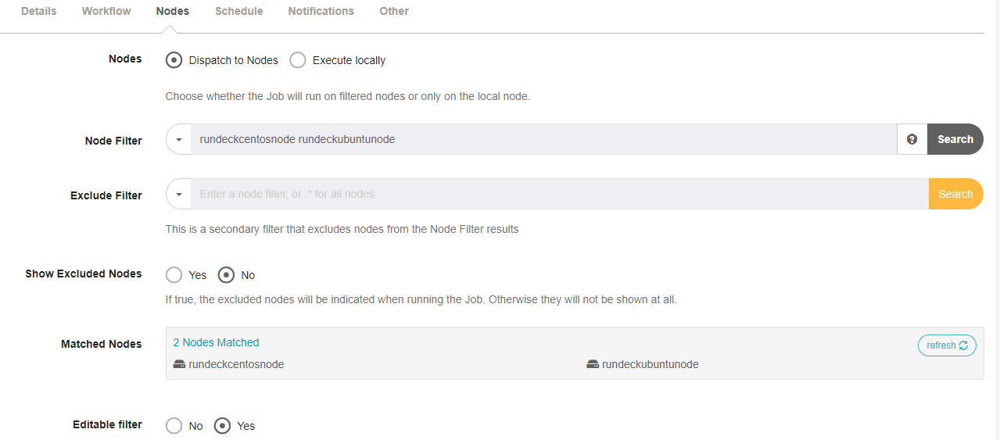 Details Workflow Nodes Schedule Notifications Other
Nodes Dispatch to Nodes Execute locally
Choose whether the Job will run on filtered nodes or only on the local node.
Node Filter rundeckcentosnode rundeckubuntunode Search
Exclude Filter Enter a node filter, or .* for all nodes Search
This is a secondary filter that excludes nodes from the Node Filter results
Show Excluded Nodes Yes No
If true, the excluded nodes will be indicated when running the Job. Otherwise they will not be shown at all.
Matched Nodes 2 Nodes Matched refresh
rundeckcentosnode rundeckubuntunode
Editable filter No Yes